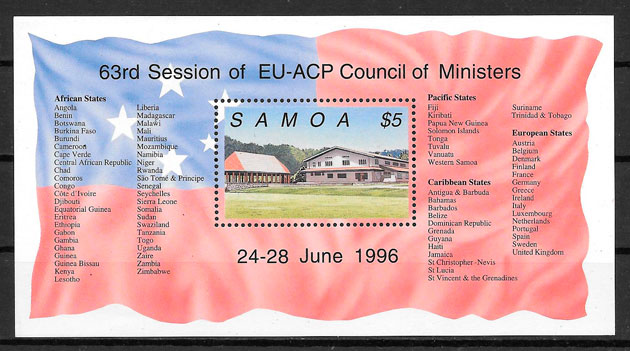 63rd Session of EU-ACP Council of Ministers
African States
Angola
Benin
Botswana
Burkina Faso
Burundi
Cameroon
Cape Verde
Central African Republic
Chad
Comoros
Congo
Côte d'Ivoire
Djibouti
Equatorial Guinea
Eritrea
Ethiopia
Gabon
Gambia
Ghana
Guinea
Guinea Bissau
Kenya
Lesotho
Liberia
Madagascar
Malawi
Mali
Mauritius
Mozambique
Namibia
Niger
Rwanda
São Tomé & Principe
Senegal
Seychelles
Sierra Leone
Somalia
Sudan
Swaziland
Tanzania
Togo
Uganda
Zaire
Zambia
Zimbabwe
SAMOA $5
Pacific States
Fiji
Kiribati
Papua New Guinea
Solomon Islands
Tonga
Tuvalu
Vanuatu
Western Samoa
Caribbean States
Antigua & Barbuda
Bahamas
Barbados
Belize
Dominican Republic
Grenada
Guyana
Haiti
Jamaica
St Christopher-Nevis
St Lucia
St Vincent & the Grenadines
Suriname
Trinidad & Tobago
European States
Austria
Belgium
Denmark
Finland
France
Germany
Greece
Ireland
Italy
Luxembourg
Netherlands
Portugal
Spain
Sweden
United Kingdom
24-28 June 1996